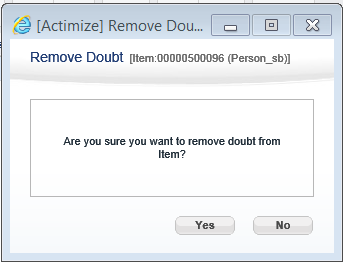 [Actimize] Remove Dou...
Remove Doubt [Item:00000500096 (Person_sb)]
Are you sure you want to remove doubt from
Item?
Yes No